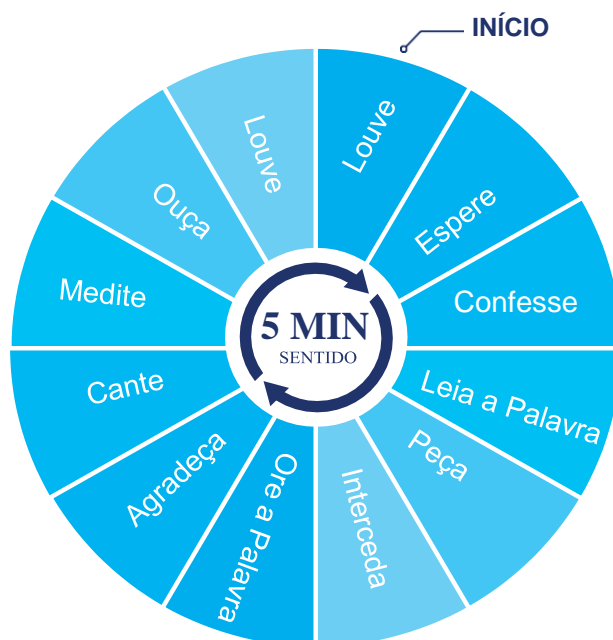 INÍCIO
Louve
Espere
Confesse
Leia a Palavra
Peça
Interceda
Ore a Palavra
Agradeça
Cante
Medite
Ouça
Louve
5 MIN
SENTIDO